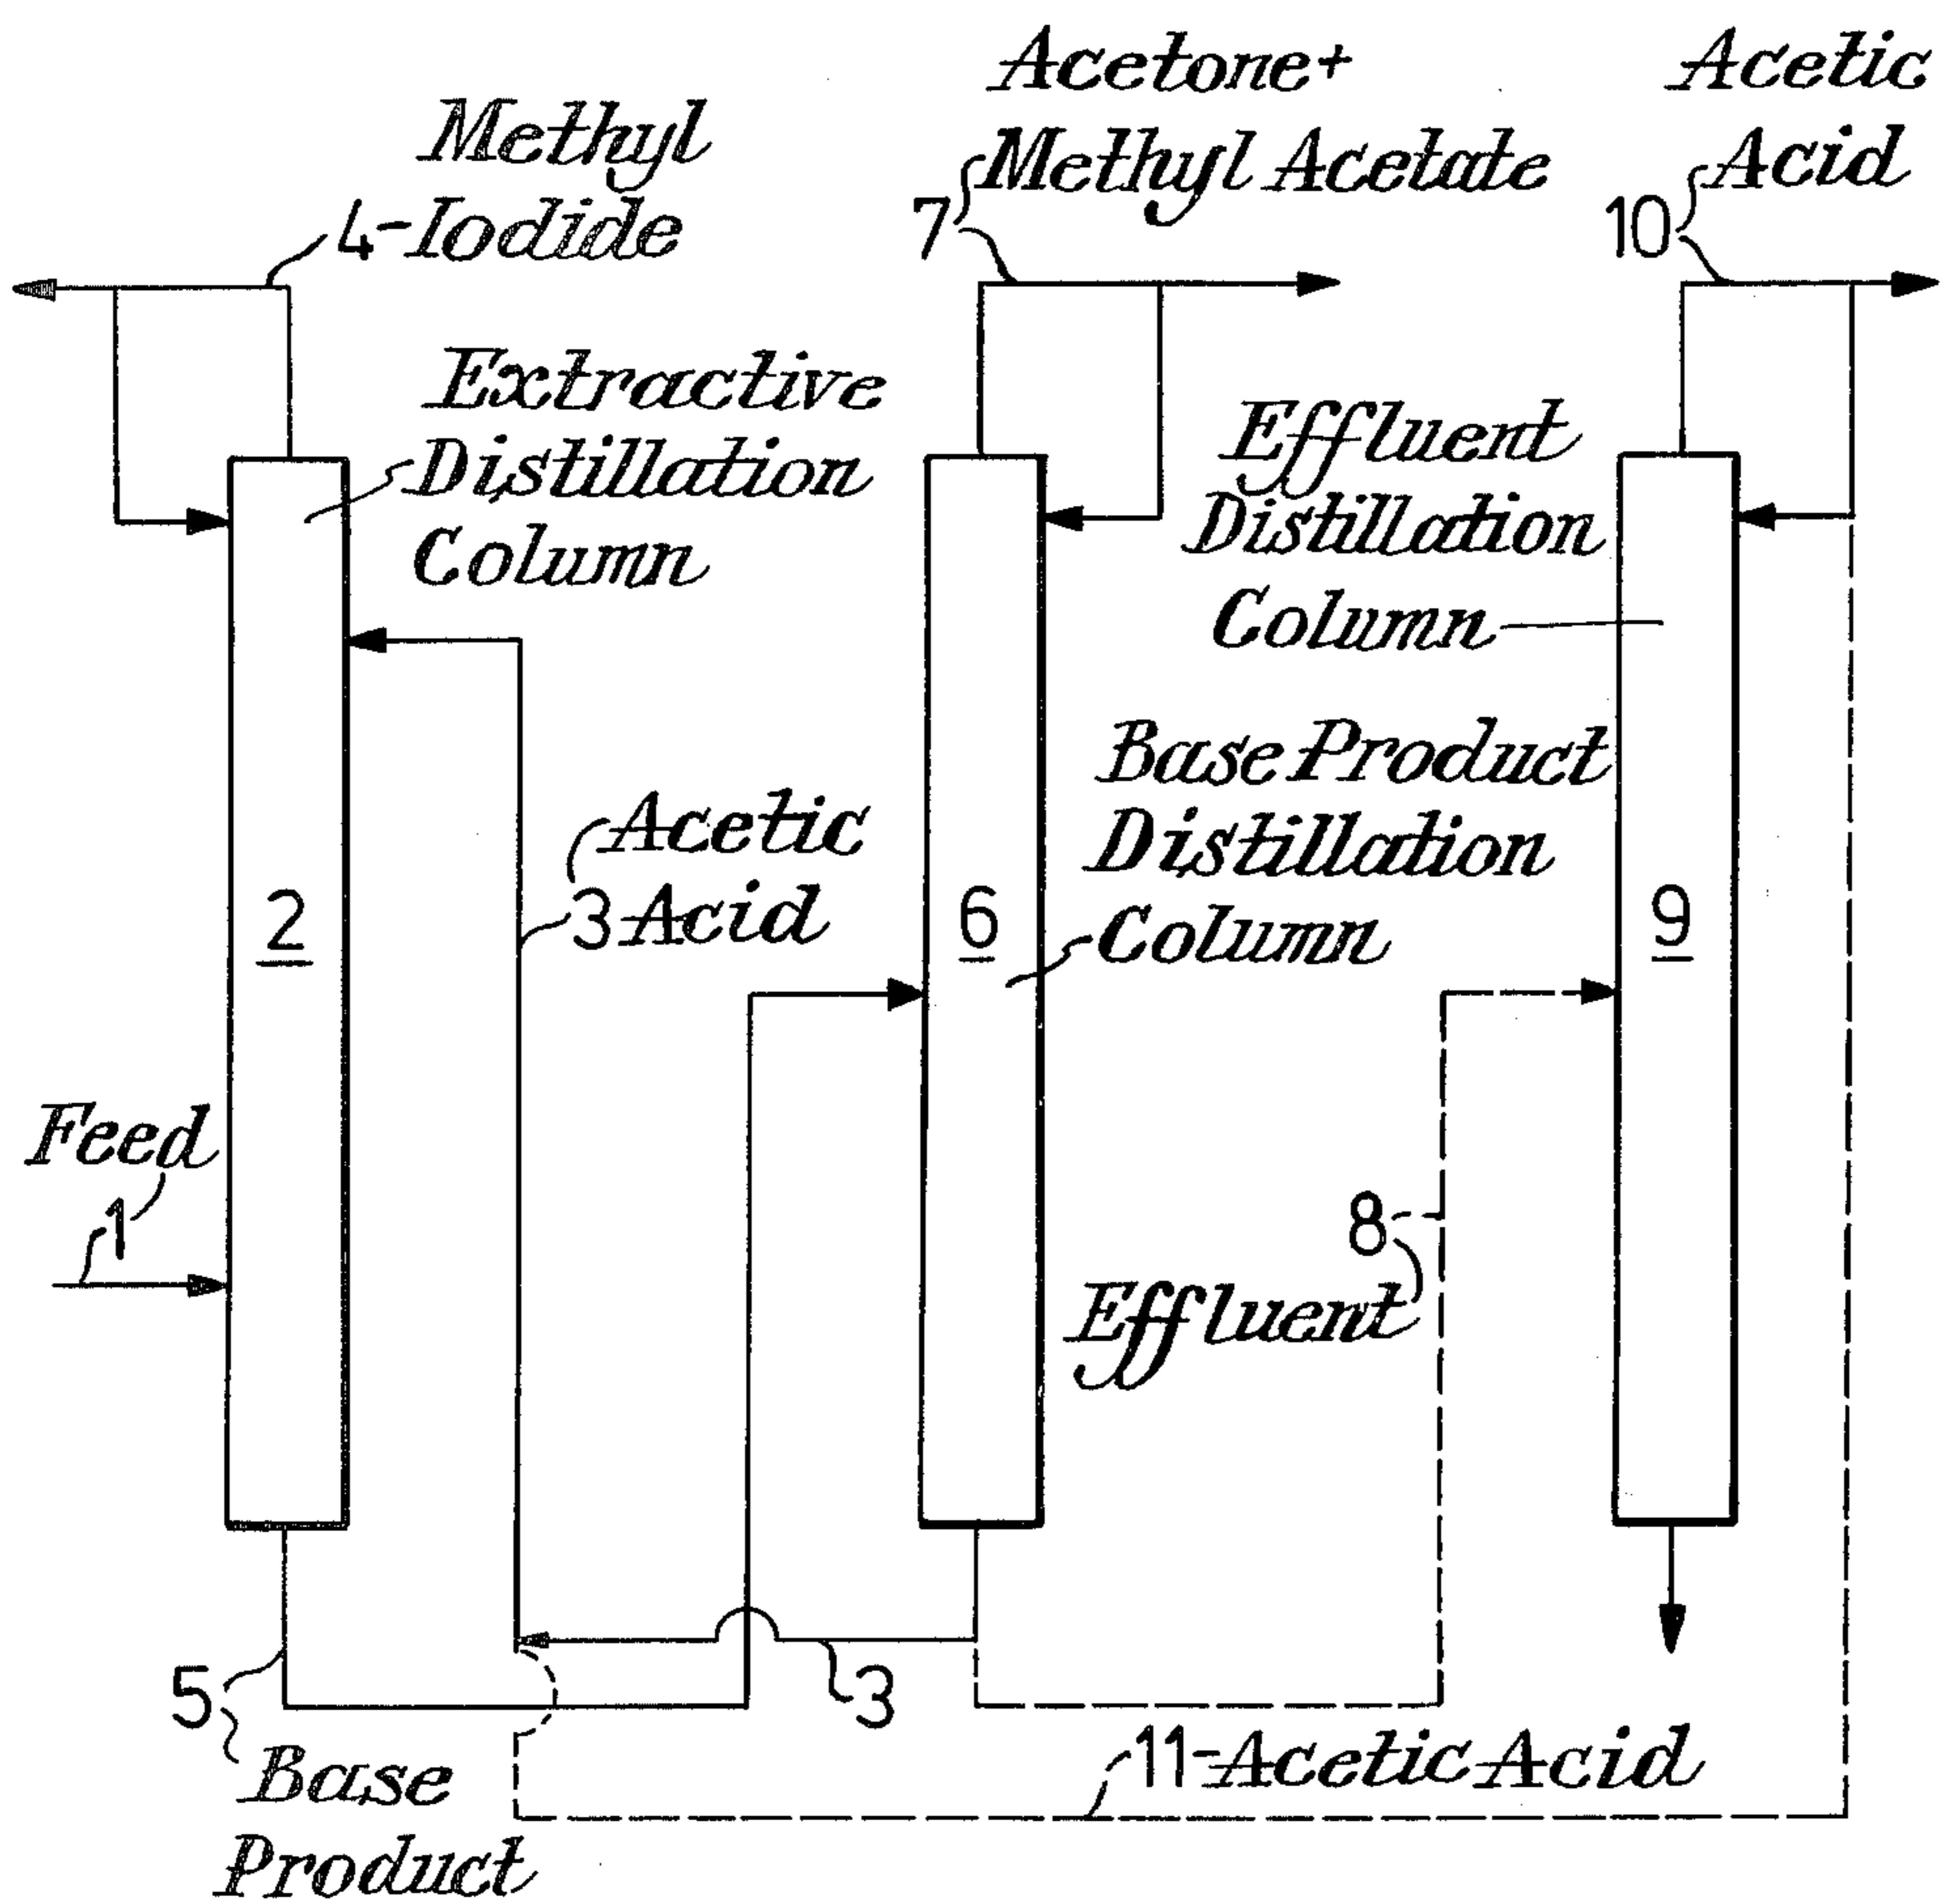 Methyl
4-Iodide
Acetone+
7 Methyl Acetate
Acetic
10 Acid
Extractive
Distillation
Column
Effluent
Distillation
Column
Base Product
Distillation
Column
Acetic
3 Acid
2
6
9
Feed
1
8
Effluent
5
Base
Product
3
11-Acetic Acid